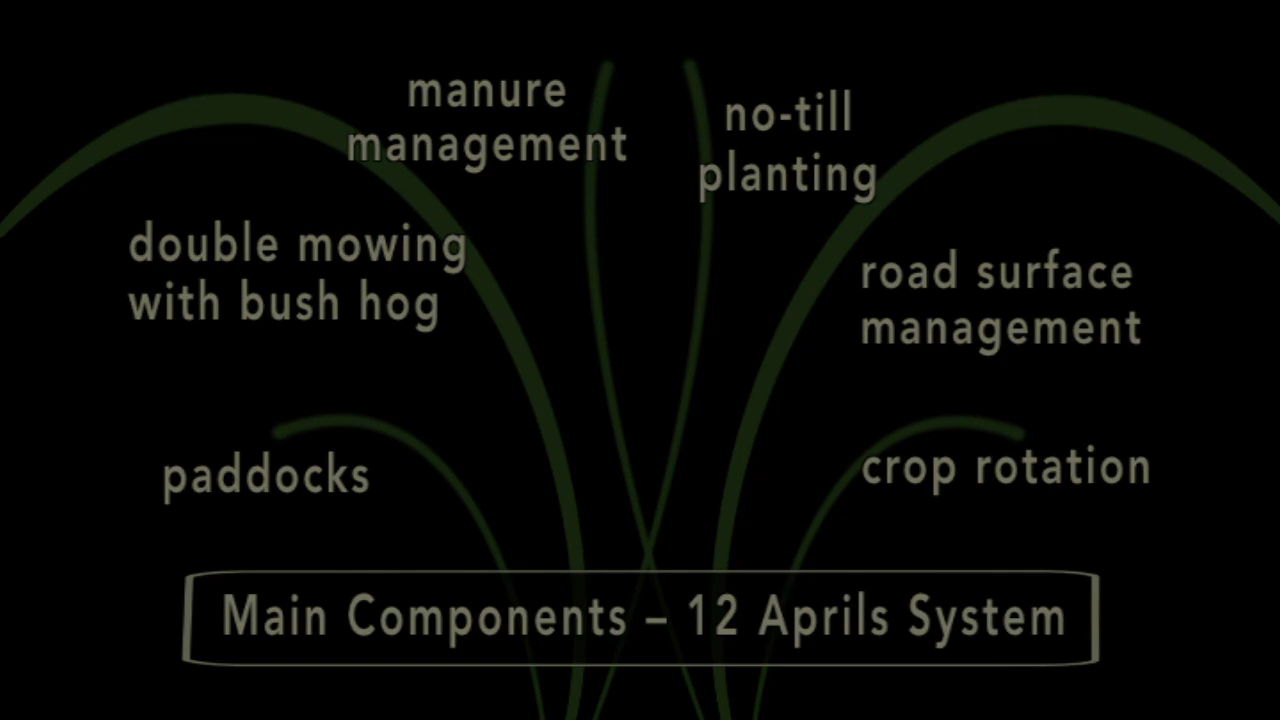 manure
management
no-till
planting
double mowing
with bush hog
road surface
management
paddocks
crop rotation
Main Components – 12 Aprils System